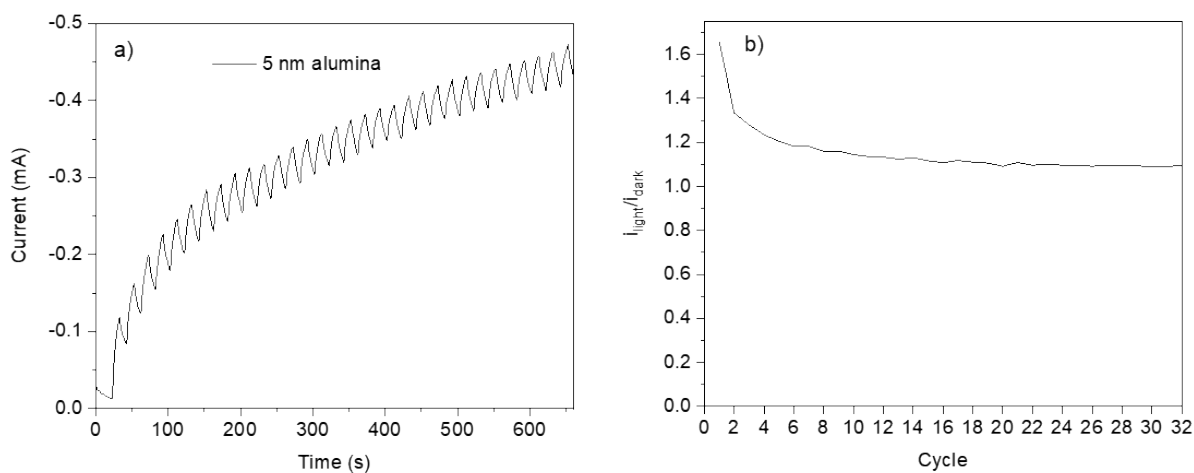 a)
5 nm alumina
Current (mA)
-0.5
-0.4
-0.3
-0.2
-0.1
0.0
0 100 200 300 400 500 600
Time (s)
b)
i_light/i_dark
1.6
1.4
1.2
1.0
0.8
0.6
0.4
0.2
0.0
0 2 4 6 8 10 12 14 16 18 20 22 24 26 28 30 32
Cycle